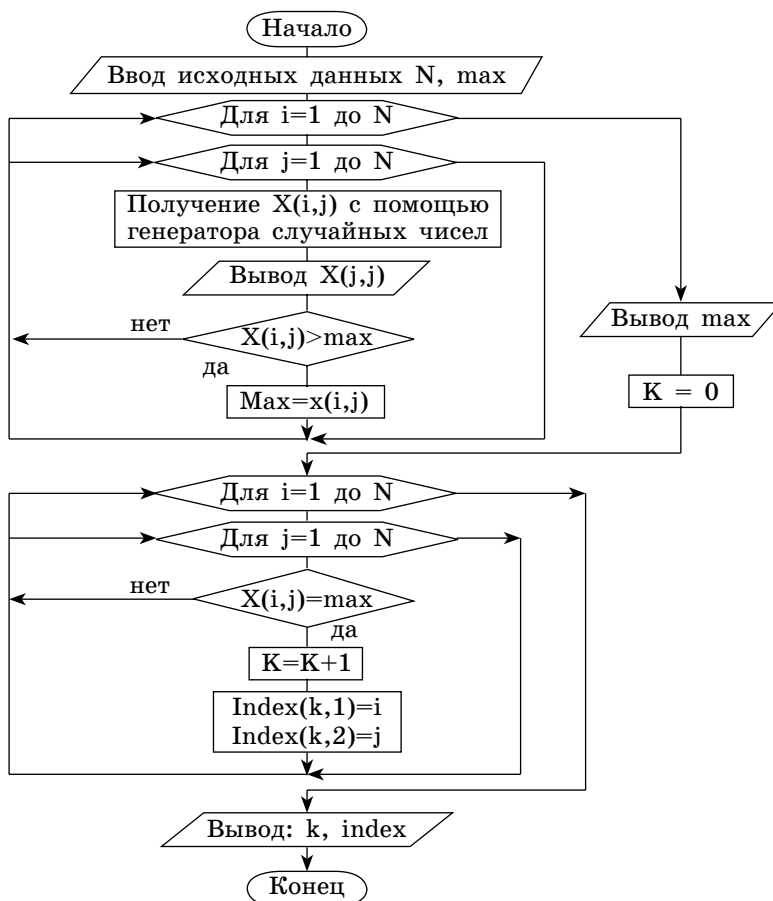 Начало
Ввод исходных данных N, max
Для i=1 до N
Для j=1 до N
Получение X(i,j) с помощью
генератора случайных чисел
Вывод X(j,j)
нет
X(i,j)>max
да
Max=x(i,j)
Вывод max
K = 0
Для i=1 до N
Для j=1 до N
нет
X(i,j)=max
да
K=K+1
Index(k,1)=i
Index(k,2)=j
Вывод: k, index
Конец